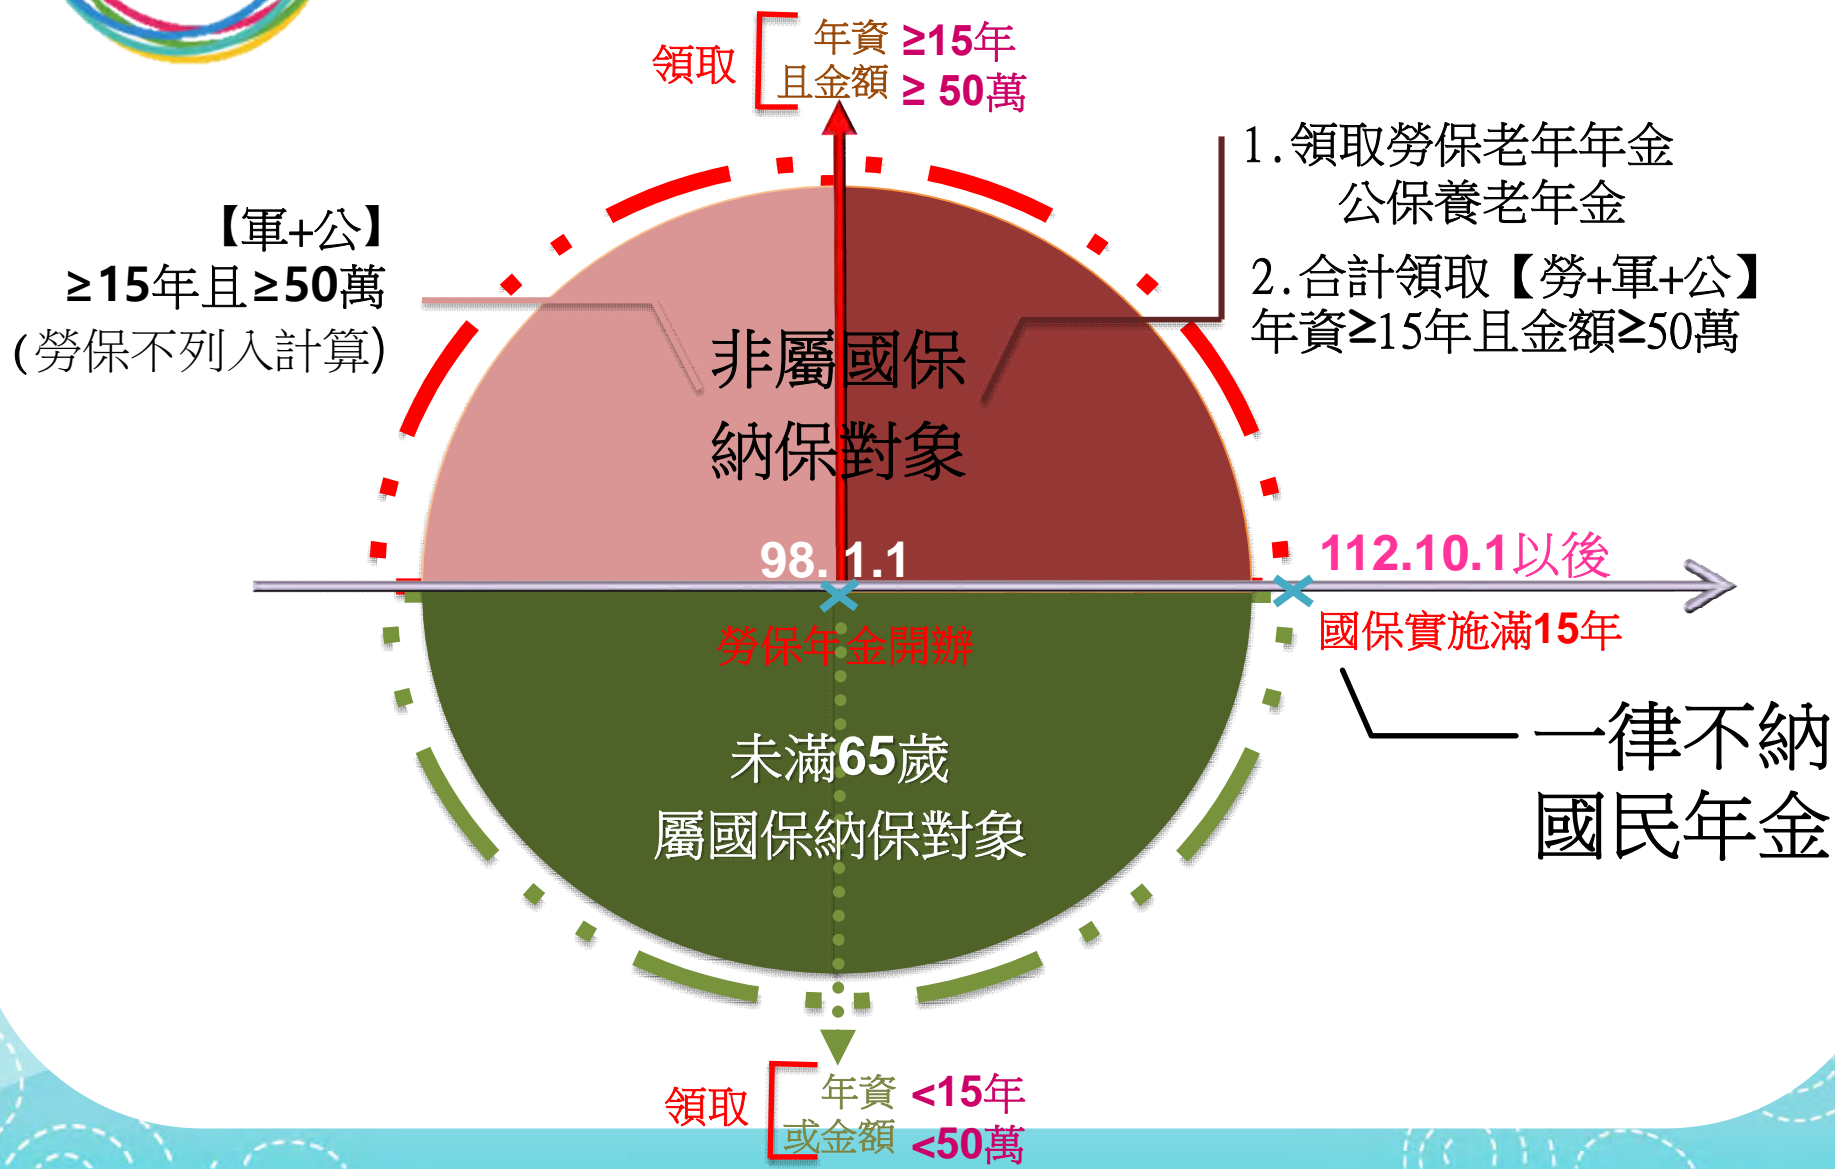 領取
年資 ≥15年
且金額 ≥ 50萬
1.領取勞保老年年金
公保養老年金
2.合計領取【勞+軍+公】
年資≥15年且金額≥50萬
【軍+公】
≥15年且≥50萬
(勞保不列入計算)
非屬國保
納保對象
98.1.1
勞保年金開辦
112.10.1以後
國保實施滿15年
一律不納
國民年金
未滿65歲
屬國保納保對象
領取
年資 <15年
或金額 <50萬